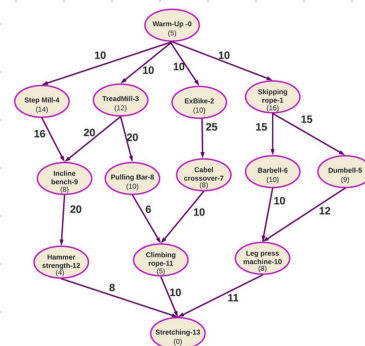 Warm-Up -0
(5)
10
10
10
10
Step Mill-4
(14)
TreadMill-3
(12)
ExBike-2
(10)
Skipping
rope-1
(16)
16
20
20
25
15
15
Incline
bench-9
(8)
Pulling Bar-8
(10)
Cabel
crossover-7
(8)
Barbell-6
(10)
Dumbell-5
(9)
20
6
10
10
12
Hammer
strength-12
(4)
Climbing
rope-11
(5)
Leg press
machine-10
(8)
8
10
11
Stretching-13
(0)